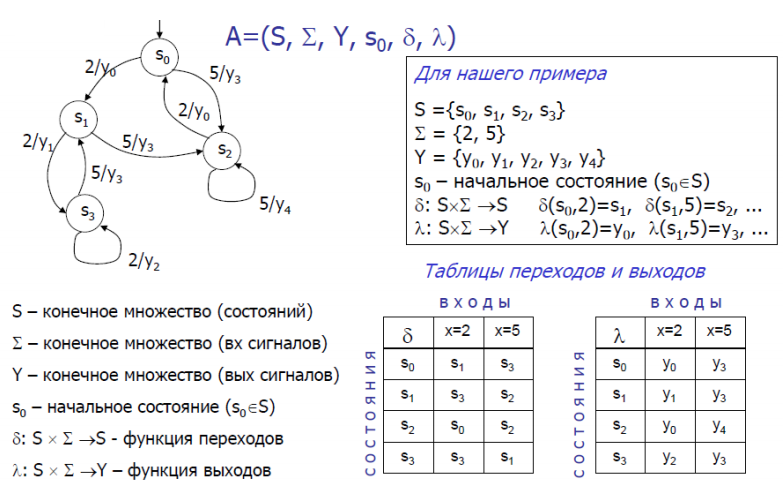 A=(S, Σ, Y, s₀, δ, λ)
s₀
2/y₀
5/y₃
2/y₀
s₁
2/y₁
5/y₃
s₂
5/y₃
5/y₄
s₃
2/y₂
Для нашего примера
S ={s₀, s₁, s₂, s₃}
Σ = {2, 5}
Y = {y₀, y₁, y₂, y₃, y₄}
s₀ – начальное состояние (s₀∈S)
δ: S×Σ →S δ(s₀,2)=s₁, δ(s₁,5)=s₂, ...
λ: S×Σ →Y λ(s₀,2)=y₀, λ(s₁,5)=y₃, ...
Таблицы переходов и выходов
S – конечное множество (состояний)
Σ – конечное множество (вх сигналов)
Y – конечное множество (вых сигналов)
s₀ – начальное состояние (s₀∈S)
δ: S × Σ →S - функция переходов
λ: S × Σ →Y – функция выходов
входы
состояния
δ x=2 x=5
s₀ s₁ s₃
s₁ s₃ s₂
s₂ s₀ s₂
s₃ s₃ s₁
входы
состояния
λ x=2 x=5
s₀ y₀ y₃
s₁ y₁ y₃
s₂ y₀ y₄
s₃ y₂ y₃